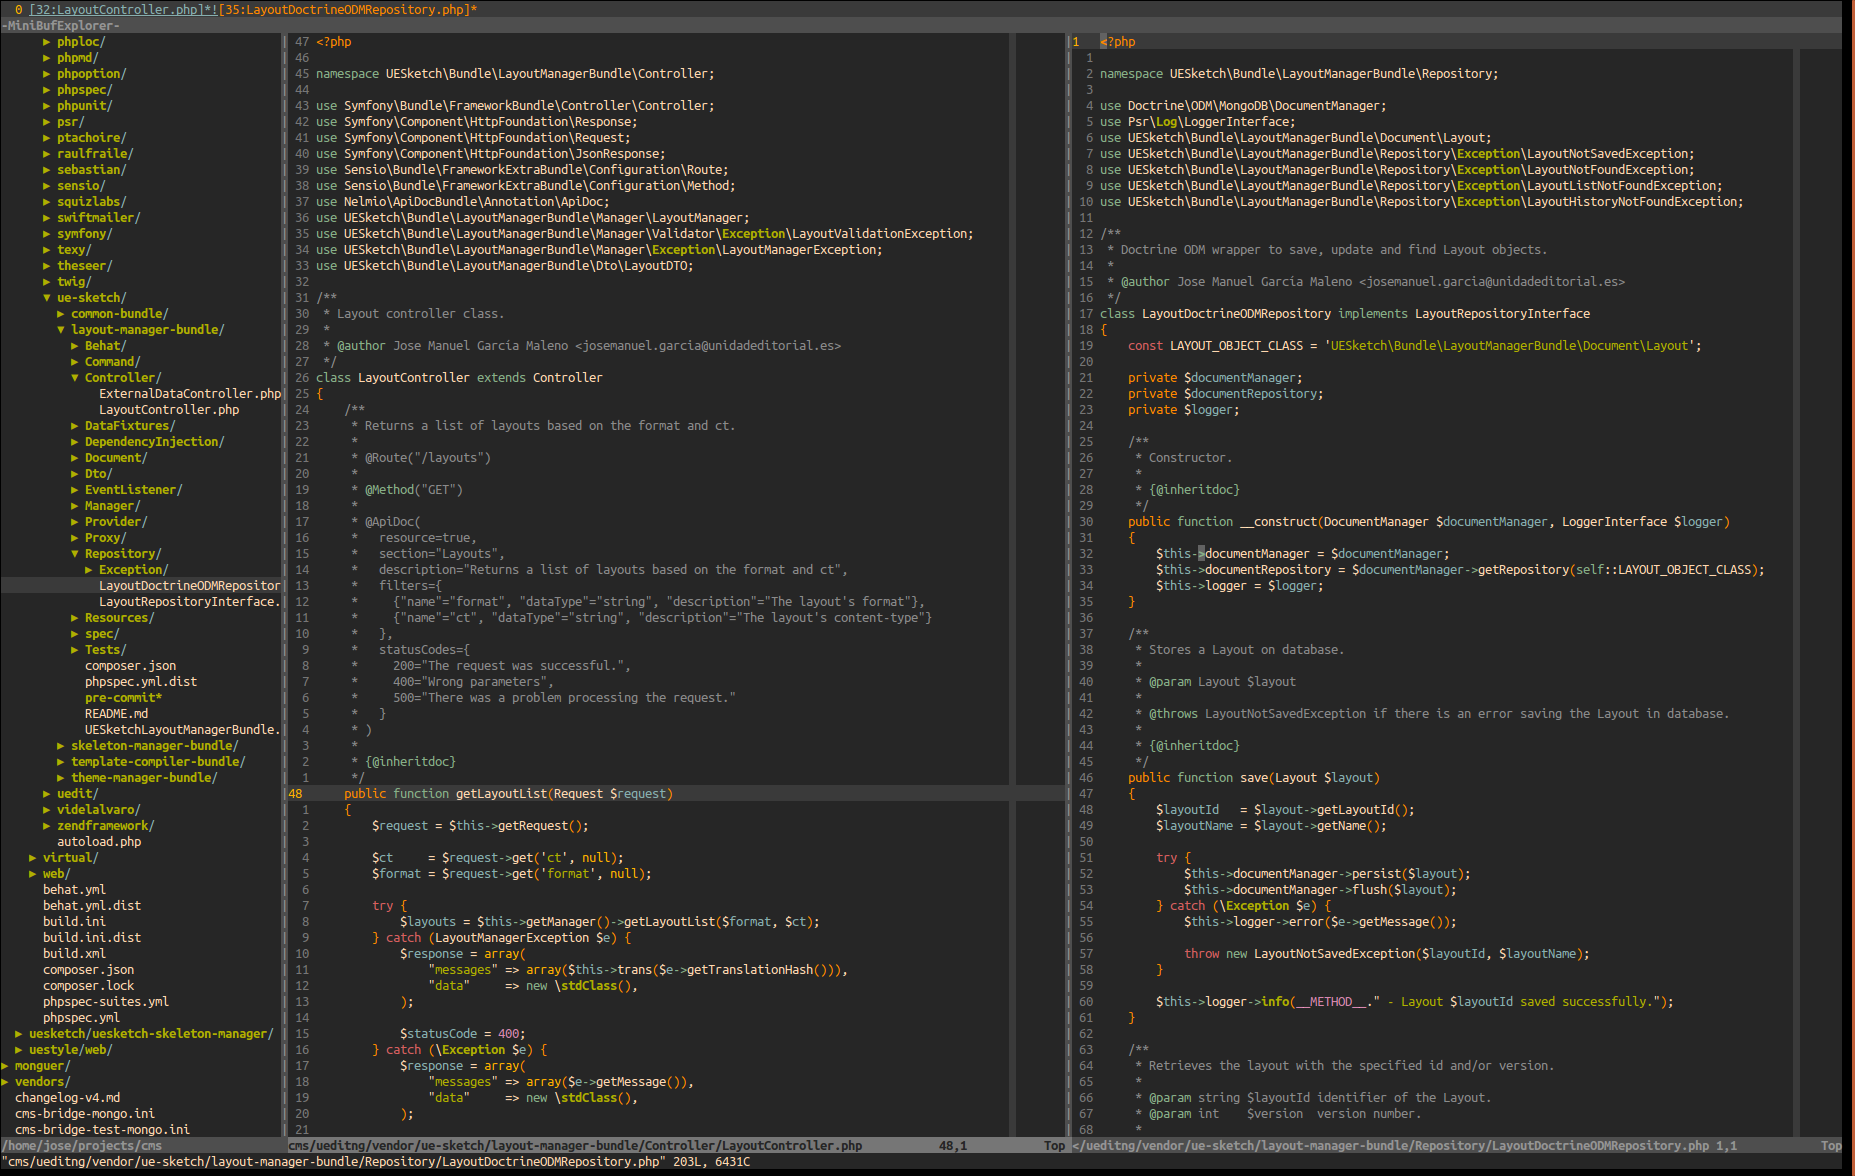 0 [32:LayoutController.php]*![35:LayoutDoctrineODMRepository.php]*
-MiniBufExplorer-
▶ phploc/
▶ phpmd/
▶ phpoption/
▶ phpspec/
▶ phpunit/
▶ psr/
▶ ptachoire/
▶ raulfraile/
▶ sebastian/
▶ sensio/
▶ squizlabs/
▶ swiftmailer/
▶ symfony/
▶ texy/
▶ theseer/
▶ twig/
▼ ue-sketch/
▶ common-bundle/
▼ layout-manager-bundle/
▶ Behat/
▶ Command/
▼ Controller/
ExternalDataController.php
LayoutController.php
▶ DataFixtures/
▶ DependencyInjection/
▶ Document/
▶ Dto/
▶ EventListener/
▶ Manager/
▶ Provider/
▶ Proxy/
▼ Repository/
▶ Exception/
LayoutDoctrineODMRepositor
LayoutRepositoryInterface.
▶ Resources/
▶ spec/
▶ Tests/
composer.json
phpspec.yml.dist
pre-commit*
README.md
UESketchLayoutManagerBundle.
▶ skeleton-manager-bundle/
▶ template-compiler-bundle/
▶ theme-manager-bundle/
▶ uedit/
▶ videlalvaro/
▶ zendframework/
autoload.php
▶ virtual/
▶ web/
behat.yml
behat.yml.dist
build.ini
build.ini.dist
build.xml
composer.json
composer.lock
phpspec-suites.yml
phpspec.yml
▶ uesketch/uesketch-skeleton-manager/
▶ uestyle/web/
▶ monguer/
▶ vendors/
changelog-v4.md
cms-bridge-mongo.ini
cms-bridge-test-mongo.ini
/home/jose/projects/cms
47 <?php
46
45 namespace UESketch\Bundle\LayoutManagerBundle\Controller;
44
43 use Symfony\Bundle\FrameworkBundle\Controller\Controller;
42 use Symfony\Component\HttpFoundation\Response;
41 use Symfony\Component\HttpFoundation\Request;
40 use Symfony\Component\HttpFoundation\JsonResponse;
39 use Sensio\Bundle\FrameworkExtraBundle\Configuration\Route;
38 use Sensio\Bundle\FrameworkExtraBundle\Configuration\Method;
37 use Nelmio\ApiDocBundle\Annotation\ApiDoc;
36 use UESketch\Bundle\LayoutManagerBundle\Manager\LayoutManager;
35 use UESketch\Bundle\LayoutManagerBundle\Manager\Validator\Exception\LayoutValidationException;
34 use UESketch\Bundle\LayoutManagerBundle\Manager\Exception\LayoutManagerException;
33 use UESketch\Bundle\LayoutManagerBundle\Dto\LayoutDTO;
32
31 /**
30 * Layout controller class.
29 *
28 * @author Jose Manuel Garcia Maleno <josemanuel.garcia@unidadeditorial.es>
27 */
26 class LayoutController extends Controller
25 {
24 /**
23 * Returns a list of layouts based on the format and ct.
22 *
21 * @Route("/layouts")
20 *
19 * @Method("GET")
18 *
17 * @ApiDoc(
16 * resource=true,
15 * section="Layouts",
14 * description="Returns a list of layouts based on the format and ct",
13 * filters={
12 * {"name"="format", "dataType"="string", "description"="The layout's format"},
11 * {"name"="ct", "dataType"="string", "description"="The layout's content-type"}
10 * },
9 * statusCodes={
8 * 200="The request was successful.",
7 * 400="Wrong parameters",
6 * 500="There was a problem processing the request."
5 * }
4 * )
3 *
2 * {@inheritdoc}
1 */
48 public function getLayoutList(Request $request)
1 {
2 $request = $this->getRequest();
3
4 $ct = $request->get('ct', null);
5 $format = $request->get('format', null);
6
7 try {
8 $layouts = $this->getManager()->getLayoutList($format, $ct);
9 } catch (LayoutManagerException $e) {
10 $response = array(
11 "messages" => array($this->trans($e->getTranslationHash())),
12 "data" => new \stdClass(),
13 );
14
15 $statusCode = 400;
16 } catch (\Exception $e) {
17 $response = array(
18 "messages" => array($e->getMessage()),
19 "data" => new \stdClass(),
20 );
21
cms/ueditng/vendor/ue-sketch/layout-manager-bundle/Controller/LayoutController.php 48,1 Top
1 <?php
1
2 namespace UESketch\Bundle\LayoutManagerBundle\Repository;
3
4 use Doctrine\ODM\MongoDB\DocumentManager;
5 use Psr\Log\LoggerInterface;
6 use UESketch\Bundle\LayoutManagerBundle\Document\Layout;
7 use UESketch\Bundle\LayoutManagerBundle\Repository\Exception\LayoutNotSavedException;
8 use UESketch\Bundle\LayoutManagerBundle\Repository\Exception\LayoutNotFoundException;
9 use UESketch\Bundle\LayoutManagerBundle\Repository\Exception\LayoutListNotFoundException;
10 use UESketch\Bundle\LayoutManagerBundle\Repository\Exception\LayoutHistoryNotFoundException;
11
12 /**
13 * Doctrine ODM wrapper to save, update and find Layout objects.
14 *
15 * @author Jose Manuel Garcia Maleno <josemanuel.garcia@unidadeditorial.es>
16 */
17 class LayoutDoctrineODMRepository implements LayoutRepositoryInterface
18 {
19 const LAYOUT_OBJECT_CLASS = 'UESketch\Bundle\LayoutManagerBundle\Document\Layout';
20
21 private $documentManager;
22 private $documentRepository;
23 private $logger;
24
25 /**
26 * Constructor.
27 *
28 * {@inheritdoc}
29 */
30 public function __construct(DocumentManager $documentManager, LoggerInterface $logger)
31 {
32 $this->documentManager = $documentManager;
33 $this->documentRepository = $documentManager->getRepository(self::LAYOUT_OBJECT_CLASS);
34 $this->logger = $logger;
35 }
36
37 /**
38 * Stores a Layout on database.
39 *
40 * @param Layout $layout
41 *
42 * @throws LayoutNotSavedException if there is an error saving the Layout in database.
43 *
44 * {@inheritdoc}
45 */
46 public function save(Layout $layout)
47 {
48 $layoutId = $layout->getLayoutId();
49 $layoutName = $layout->getName();
50
51 try {
52 $this->documentManager->persist($layout);
53 $this->documentManager->flush($layout);
54 } catch (\Exception $e) {
55 $this->logger->error($e->getMessage());
56
57 throw new LayoutNotSavedException($layoutId, $layoutName);
58 }
59
60 $this->logger->info(__METHOD__." - Layout $layoutId saved successfully.");
61 }
62
63 /**
64 * Retrieves the layout with the specified id and/or version.
65 *
66 * @param string $layoutId identifier of the Layout.
67 * @param int $version version number.
68 *
</ueditng/vendor/ue-sketch/layout-manager-bundle/Repository/LayoutDoctrineODMRepository.php 1,1 Top
"cms/ueditng/vendor/ue-sketch/layout-manager-bundle/Repository/LayoutDoctrineODMRepository.php" 203L, 6431C